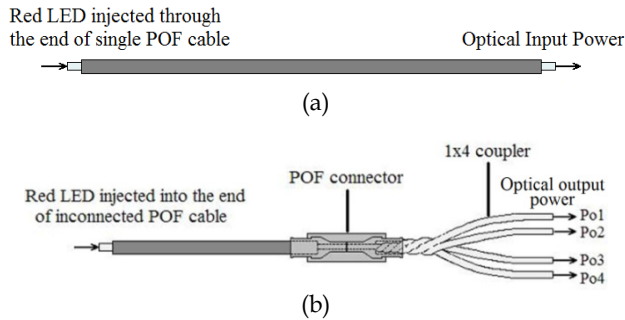 Red LED injected through
the end of single POF cable
Optical Input Power
(a)
1x4 coupler
POF connector
Optical output
power
Red LED injected into the end
of inconnected POF cable
Po1
Po2
Po3
Po4
(b)